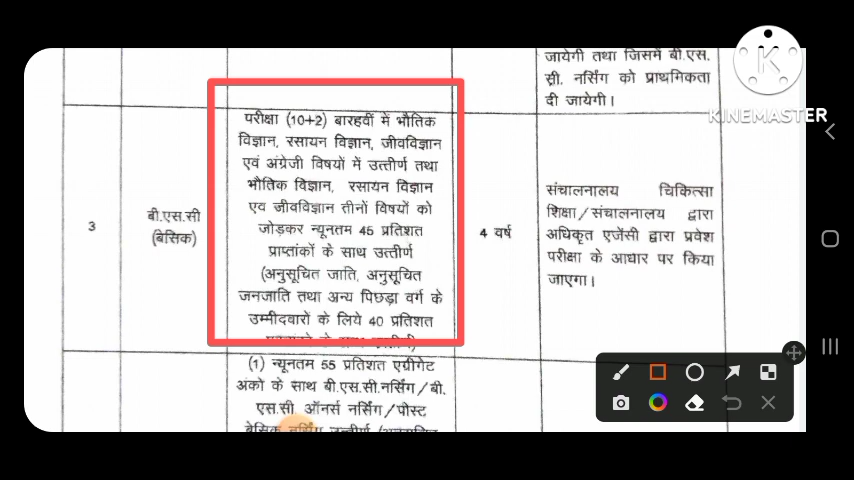 जायेगी तथा जिसमें बी.एस.
सी. नर्सिंग को प्राथमिकता
दी जायेगी।
KINEMASTER
3
बी.एस.सी
(बेसिक)
परीक्षा (10+2) बारहवीं में भौतिक
विज्ञान, रसायन विज्ञान, जीवविज्ञान
एवं अंग्रेजी विषयों में उत्तीर्ण तथा
भौतिक विज्ञान, रसायन विज्ञान
एव जीवविज्ञान तीनों विषयों को
जोड़कर न्यूनतम 45 प्रतिशत
प्राप्तांकों के साथ उत्तीर्ण
(अनुसूचित जाति, अनुसूचित
जनजाति तथा अन्य पिछड़ा वर्ग के
उम्मीदवारों के लिये 40 प्रतिशत
4 वर्ष
संचालनालय चिकित्सा
शिक्षा/संचालनालय द्वारा
अधिकृत एजेंसी द्वारा प्रवेश
परीक्षा के आधार पर किया
जाएगा।
(1) न्यूनतम 55 प्रतिशत एग्रीगेट
अंकों के साथ बी.एस.सी.नर्सिंग/बी.
एस.सी. ऑनर्स नर्सिंग/पोस्ट
बेसिक नर्सिंग उत्तीर्ण